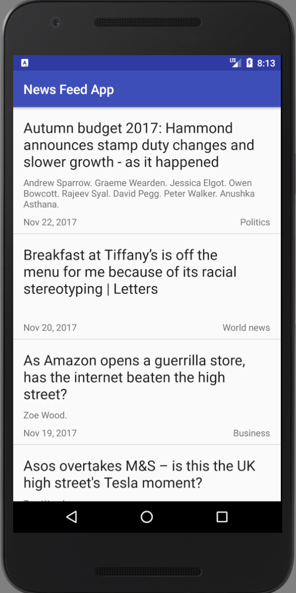 8:13
News Feed App
Autumn budget 2017: Hammond
announces stamp duty changes and
slower growth - as it happened
Andrew Sparrow. Graeme Wearden. Jessica Elgot. Owen
Bowcott. Rajeev Syal. David Pegg. Peter Walker. Anushka
Asthana.
Nov 22, 2017 Politics
Breakfast at Tiffany's is off the
menu for me because of its racial
stereotyping | Letters
Nov 20, 2017 World news
As Amazon opens a guerrilla store,
has the internet beaten the high
street?
Zoe Wood.
Nov 19, 2017 Business
Asos overtakes M&S – is this the UK
high street's Tesla moment?